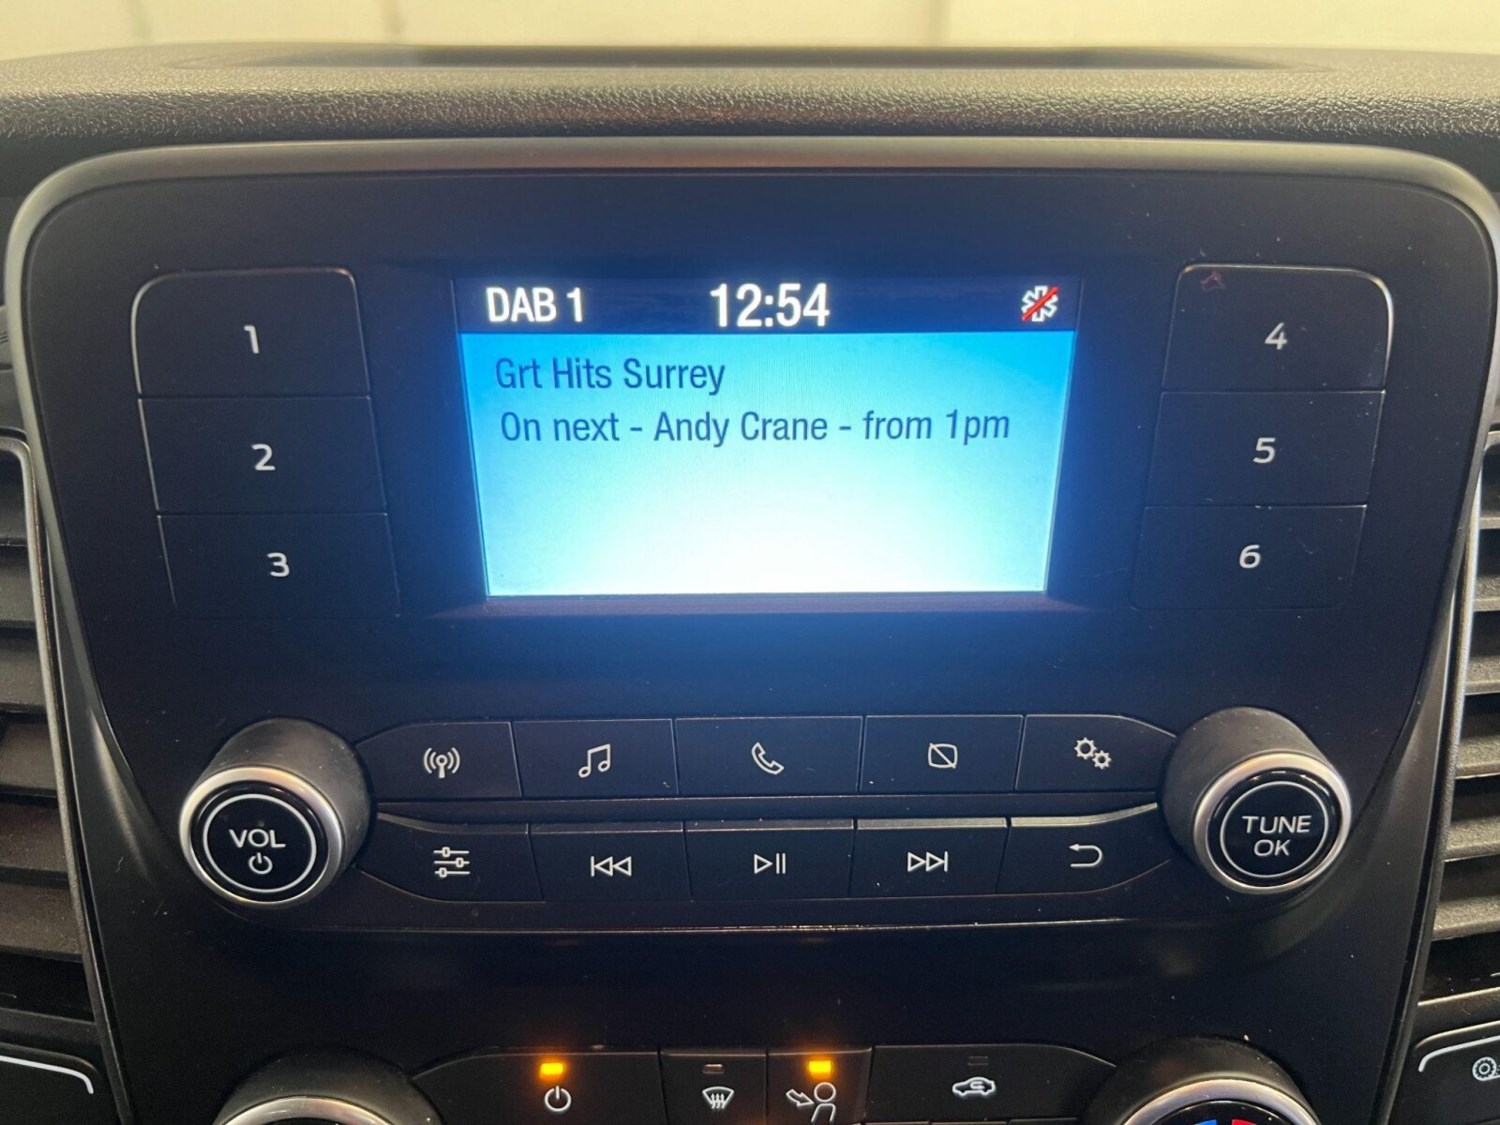 DAB 1 12:54
Grt Hits Surrey
On next - Andy Crane - from 1pm
1
2
3
4
5
6
VOL
TUNE
OK